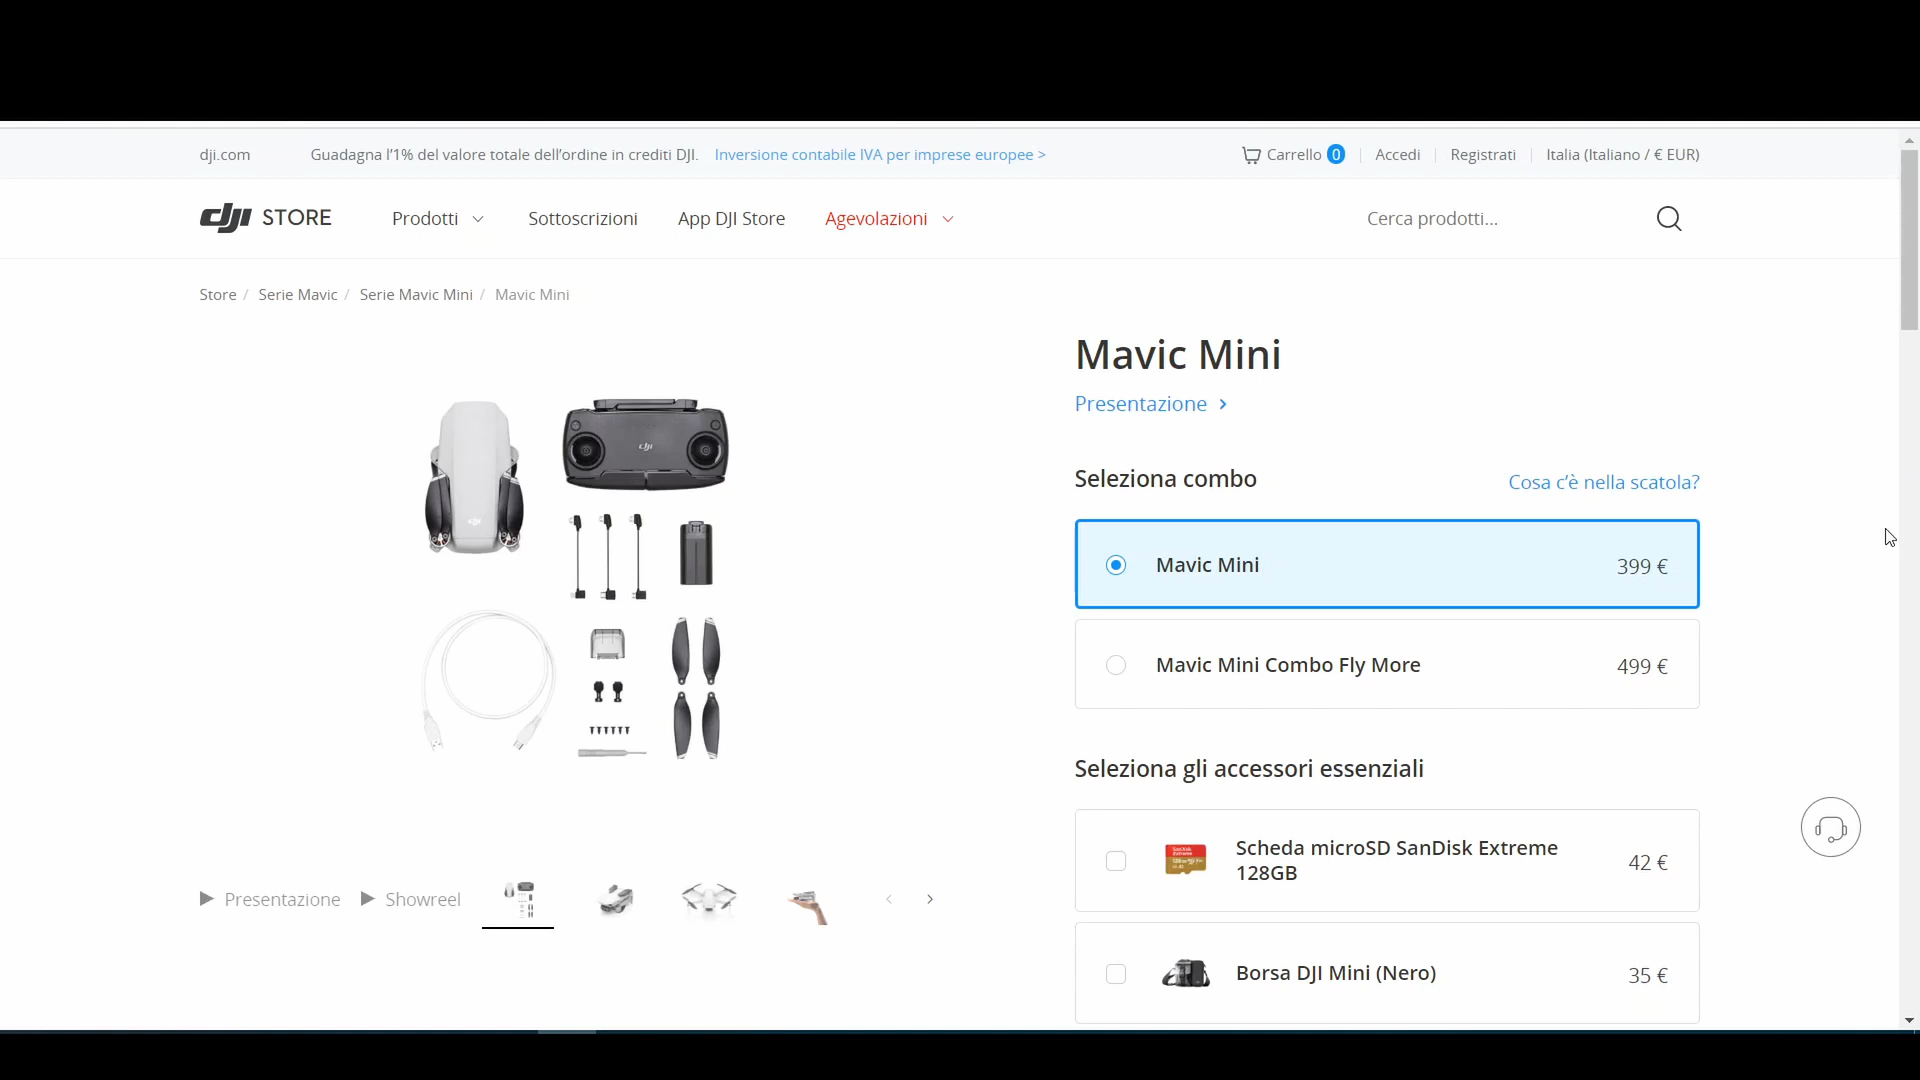 dji.com
Guadagna l'1% del valore totale dell'ordine in crediti DJI. Inversione contabile IVA per imprese europee >
Carrello 0
Accedi
Registrati
Italia (Italiano / € EUR)
dji STORE
Prodotti
Sottoscrizioni
App DJI Store
Agevolazioni
Cerca prodotti...
Store / Serie Mavic / Serie Mavic Mini / Mavic Mini
Mavic Mini
Presentazione >
Seleziona combo
Cosa c'è nella scatola?
Mavic Mini 399 €
Mavic Mini Combo Fly More 499 €
Seleziona gli accessori essenziali
Scheda microSD SanDisk Extreme
128GB
42 €
Borsa DJI Mini (Nero) 35 €
Presentazione
Showreel